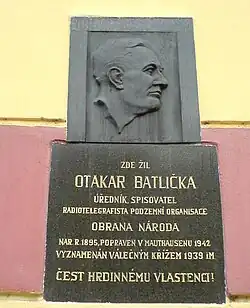 ZDE ŽIL
OTAKAR BATLIČKA
ÚŘEDNÍK, SPISOVATEL
RADIOTELEGRAFISTA PODZEMNÍ ORGANISACE
OBRANA NÁRODA
NAR. R. 1895, POPRAVEN V MAUTHAUSENU 1942
VYZNAMENÁN VÁLEČNÝM KŘÍŽEM 1939 IM
ČEST HRDINNÉMU VLASTENCI!